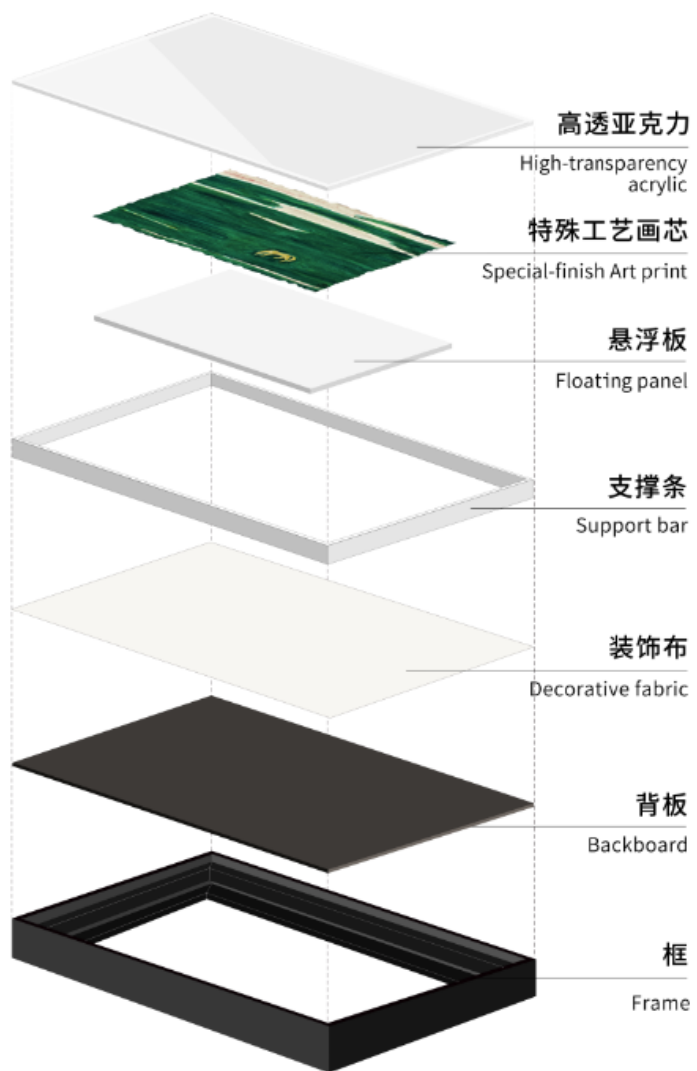 高透亚克力
High-transparency
acrylic
特殊工艺画芯
Special-finish Art print
悬浮板
Floating panel
支撑条
Support bar
装饰布
Decorative fabric
背板
Backboard
框
Frame